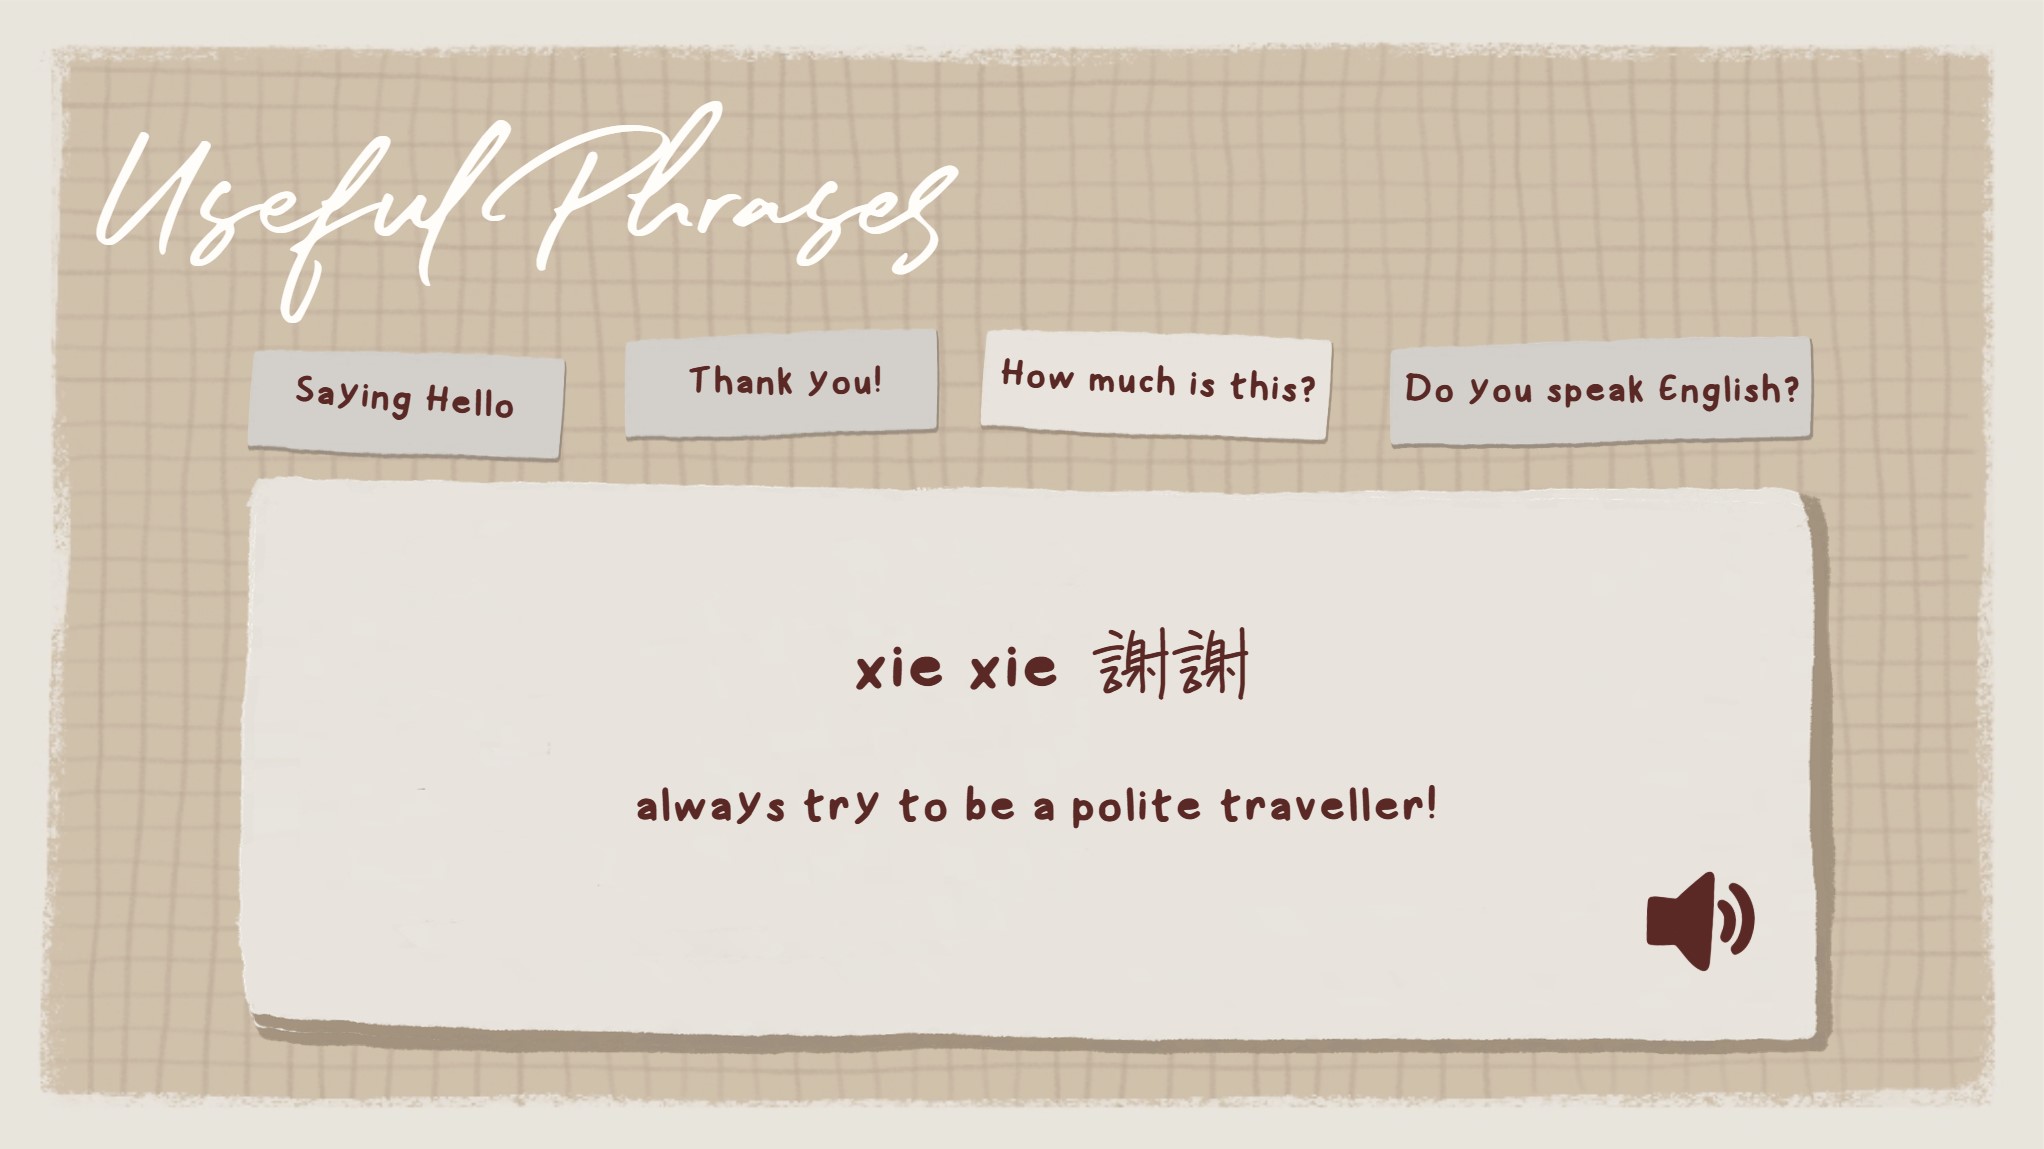 Useful Phrases
Saying Hello
Thank you!
How much is this?
Do you speak English?
xie xie 謝謝
always try to be a polite traveller!